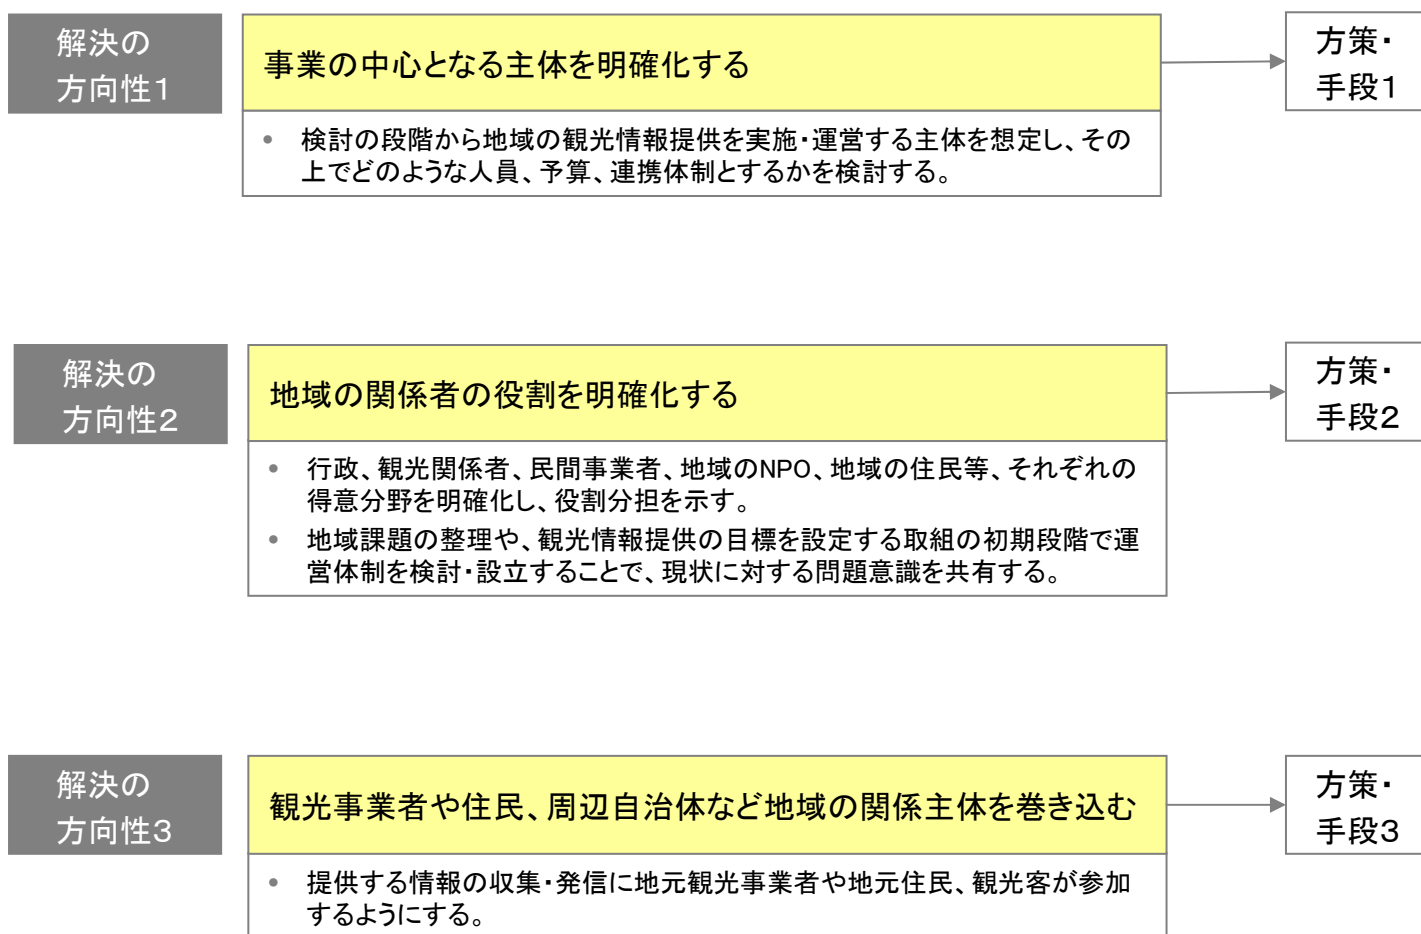 解決の
方向性1
事業の中心となる主体を明確化する
方策・
手段1
• 検討の段階から地域の観光情報提供を実施・運営する主体を想定し、その
上でどのような人員、予算、連携体制とするかを検討する。
解決の
方向性2
地域の関係者の役割を明確化する
方策・
手段2
• 行政、観光関係者、民間事業者、地域のNPO、地域の住民等、それぞれの
得意分野を明確化し、役割分担を示す。
• 地域課題の整理や、観光情報提供の目標を設定する取組の初期段階で運
営体制を検討・設立することで、現状に対する問題意識を共有する。
解決の
方向性3
観光事業者や住民、周辺自治体など地域の関係主体を巻き込む
方策・
手段3
• 提供する情報の収集・発信に地元観光事業者や地元住民、観光客が参加
するようにする。